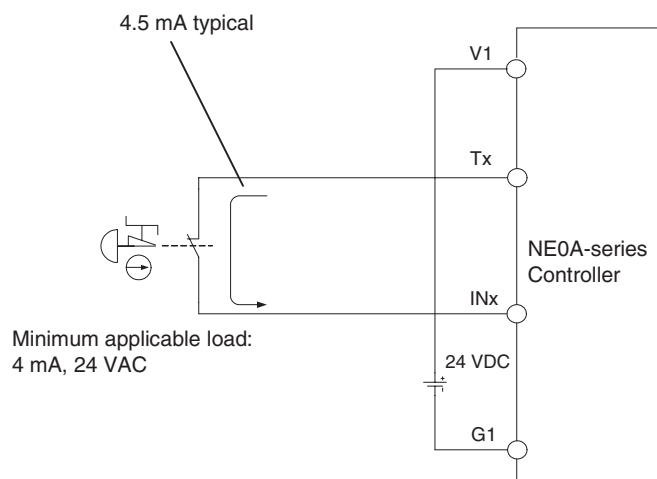 4.5 mA typical
V1
Tx
NE0A-series
Controller
INx
Minimum applicable load:
4 mA, 24 VAC
24 VDC
G1